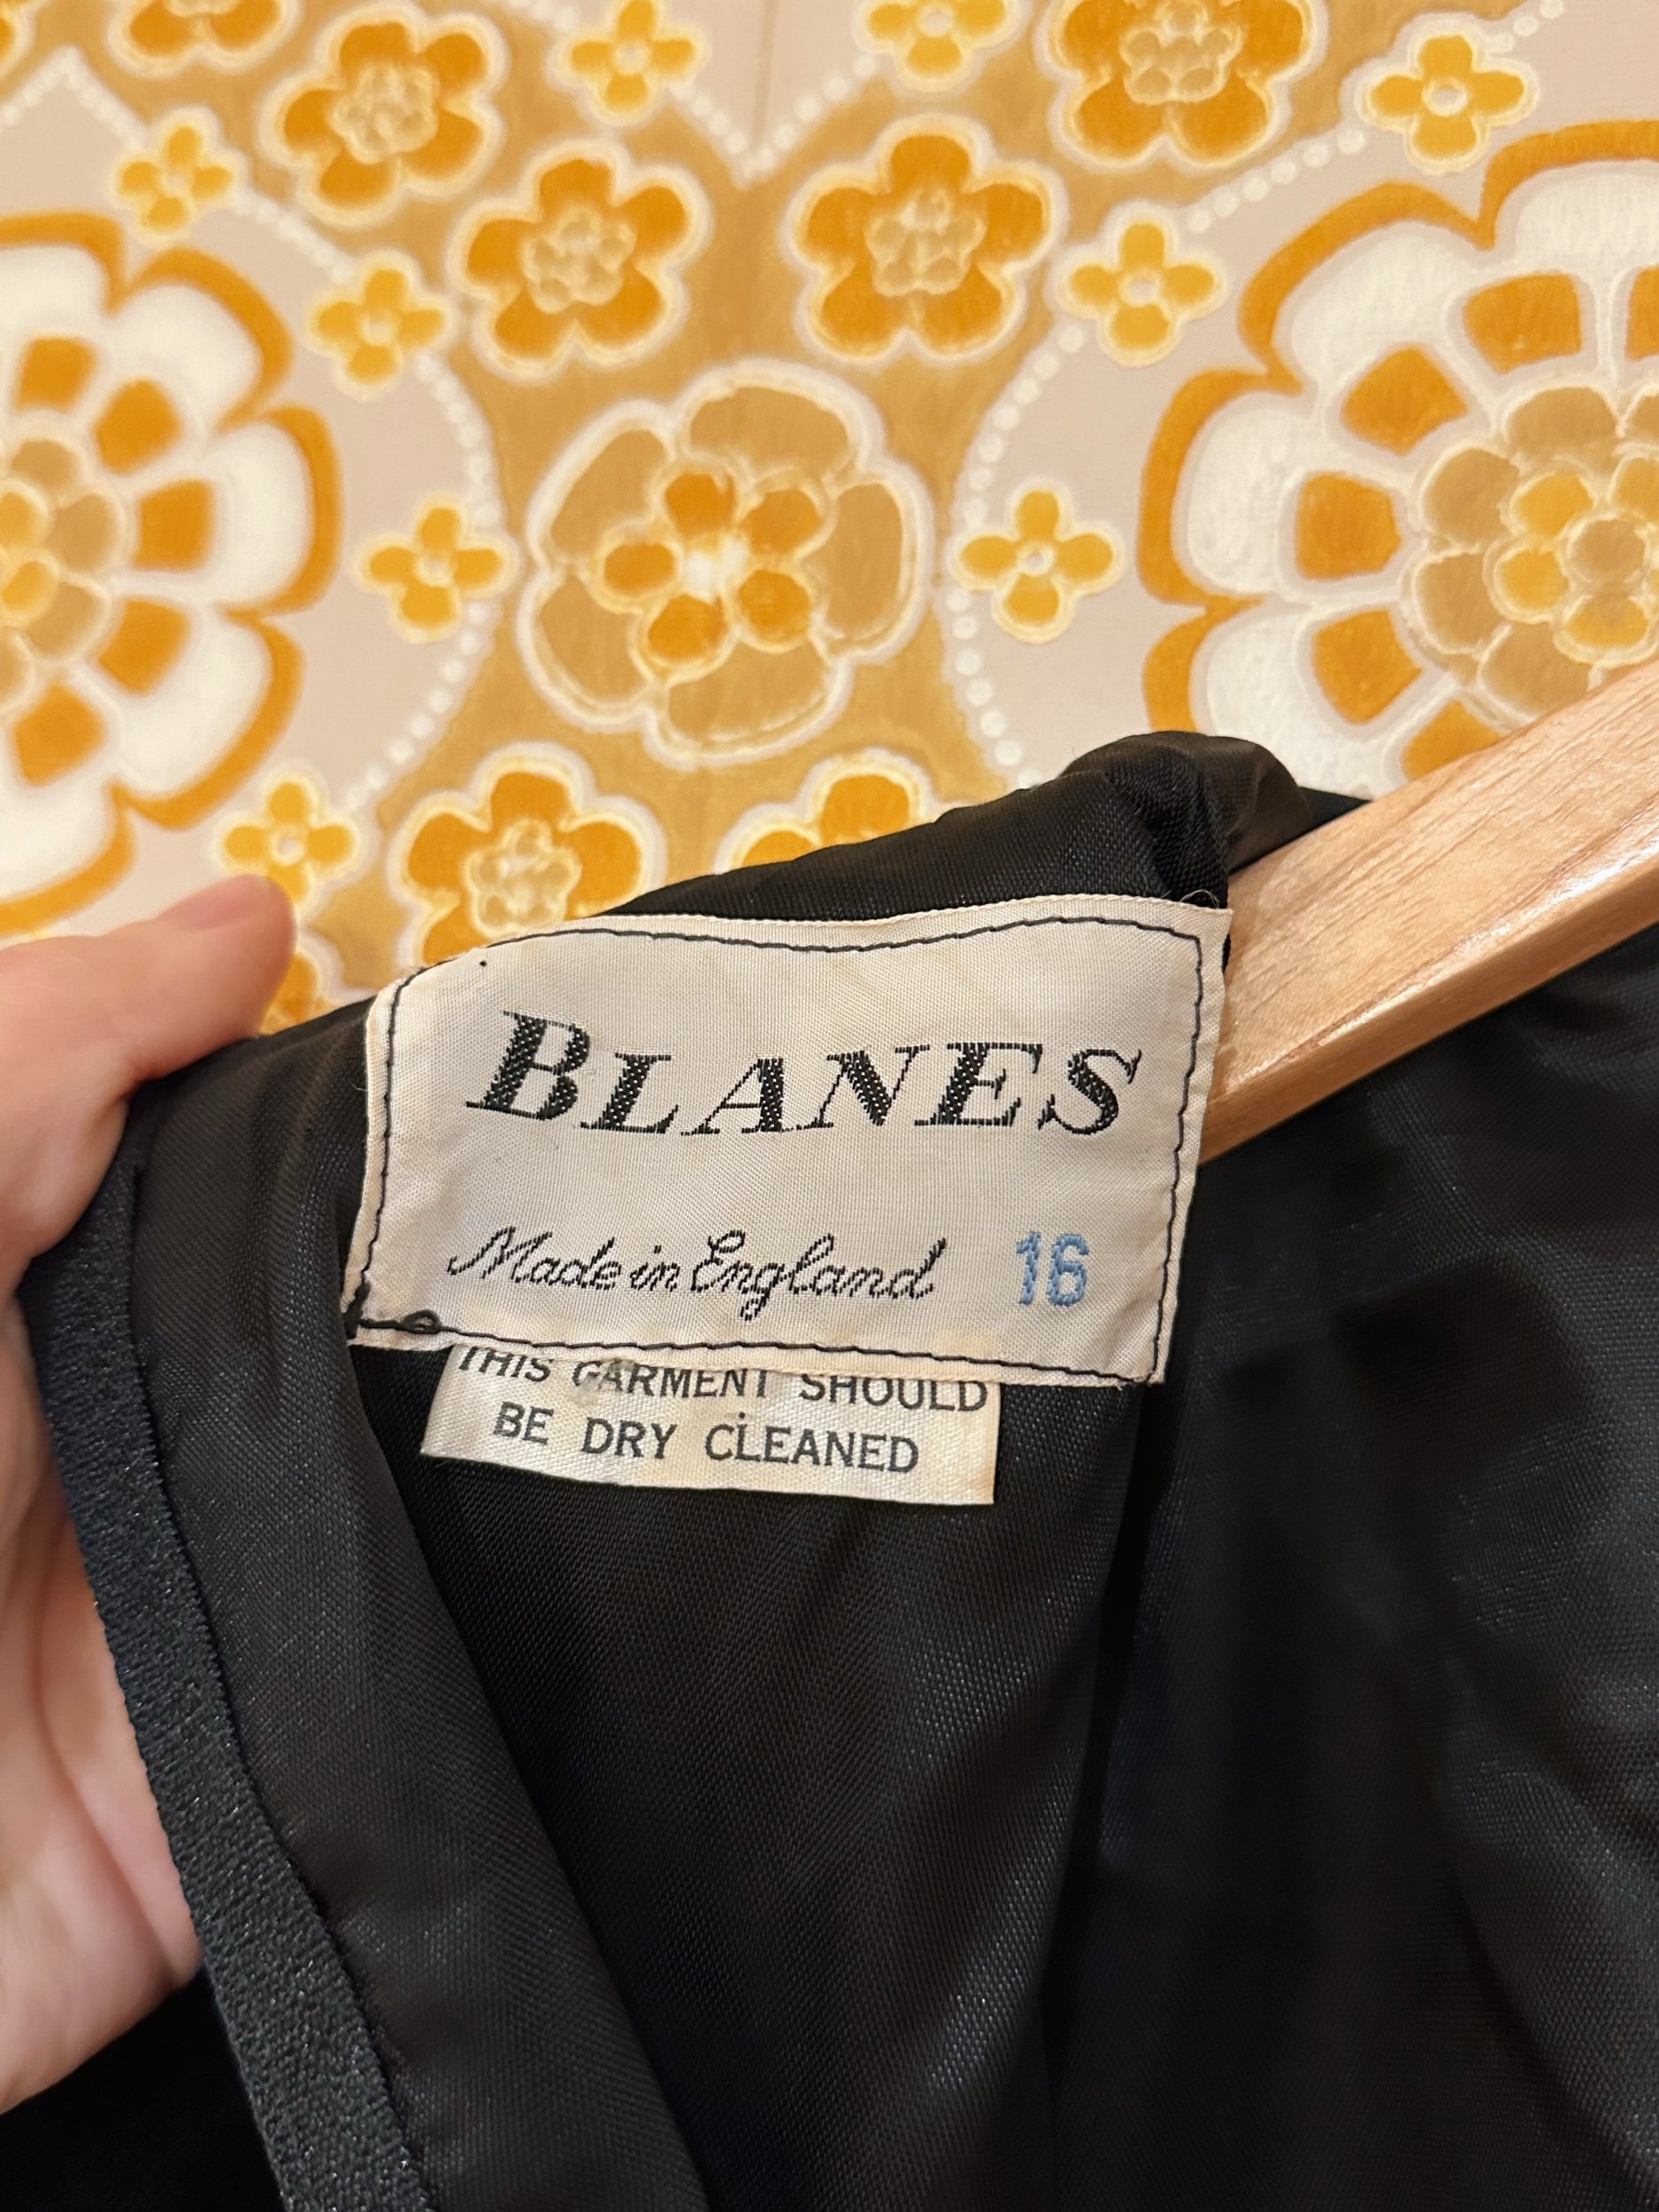 BLANES
Made in England 16
THIS GARMENT SHOULD
BE DRY CLEANED